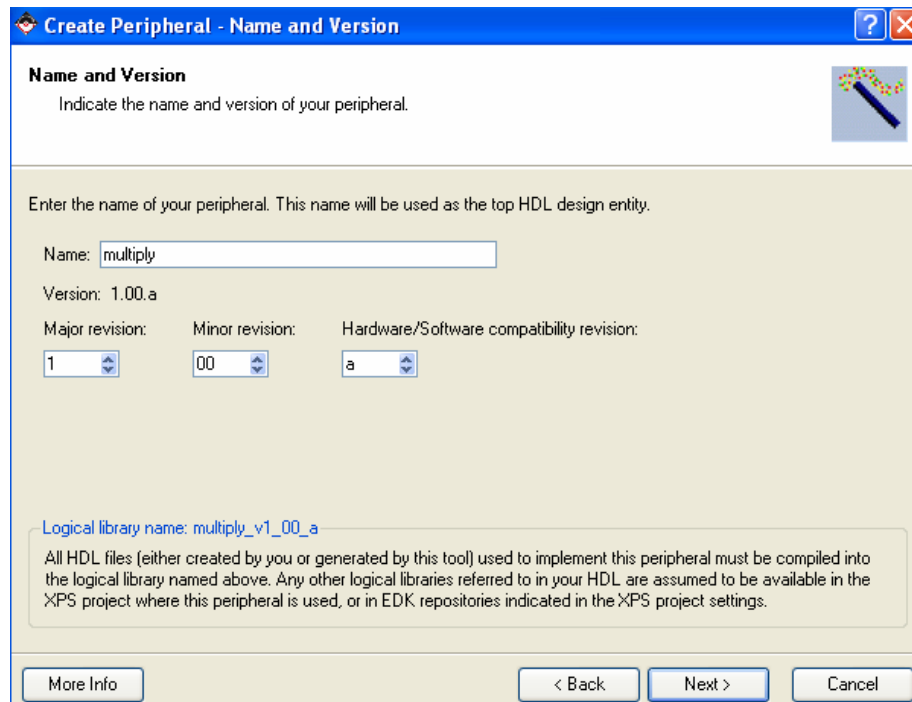 Create Peripheral - Name and Version
?
Name and Version
Indicate the name and version of your peripheral.
Enter the name of your peripheral. This name will be used as the top HDL design entity.
Name: multiply
Version: 1.00.a
Major revision: Minor revision: Hardware/Software compatibility revision:
1 00 a
Logical library name: multiply_v1_00_a
All HDL files (either created by you or generated by this tool) used to implement this peripheral must be compiled into
the logical library named above. Any other logical libraries referred to in your HDL are assumed to be available in the
XPS project where this peripheral is used, or in EDK repositories indicated in the XPS project settings.
More Info < Back Next > Cancel